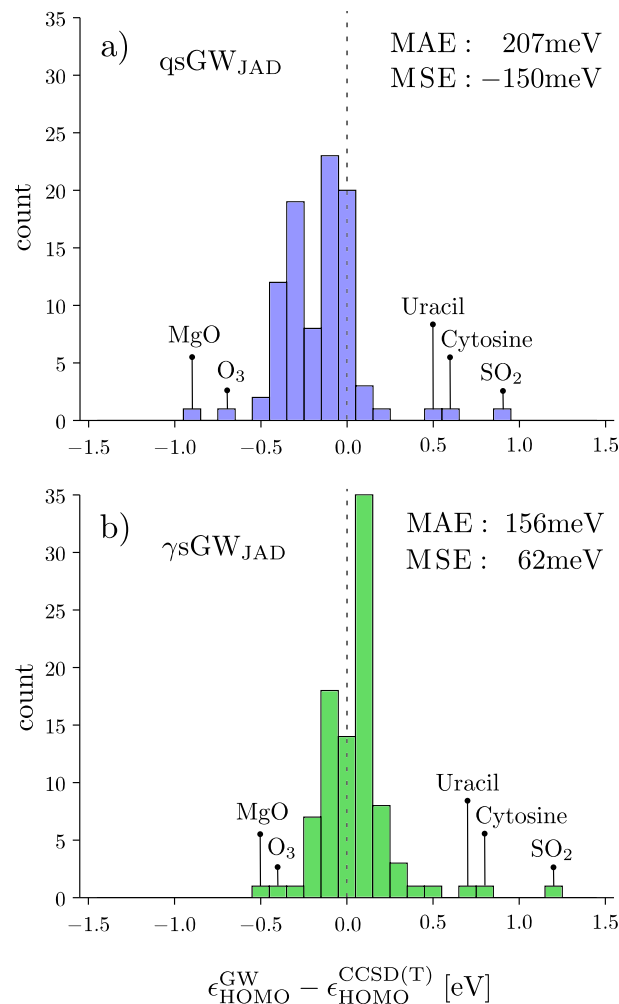 a)
qsGW_JAD
MAE: 207meV
MSE: −150meV
35
30
25
20
15
10
5
0
count
MgO
O₃
Uracil
Cytosine
SO₂
−1.5
−1.0
−0.5
0.0
0.5
1.0
1.5
b)
γsGW_JAD
MAE: 156meV
MSE: 62meV
35
30
25
20
15
10
5
0
count
MgO
O₃
Uracil
Cytosine
SO₂
−1.5
−1.0
−0.5
0.0
0.5
1.0
1.5
ϵ^GW_HOMO − ϵ^CCSD(T)_HOMO [eV]